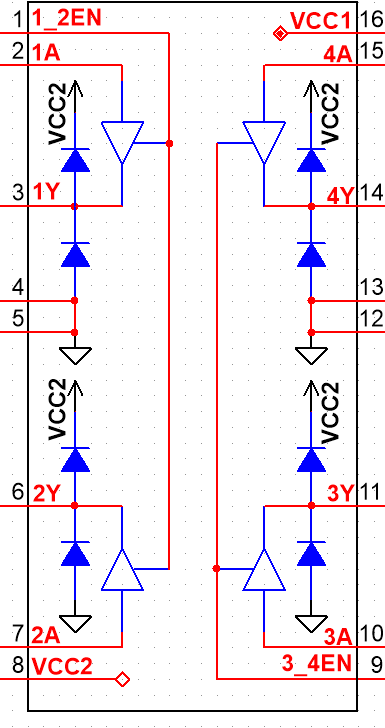 1 1_2EN VCC1 16
2 1A 4A 15
VCC2 VCC2
3 1Y 4Y 14
4 13
5 12
VCC2 VCC2
6 2Y 3Y 11
7 2A 3A 10
8 VCC2 3_4EN 9